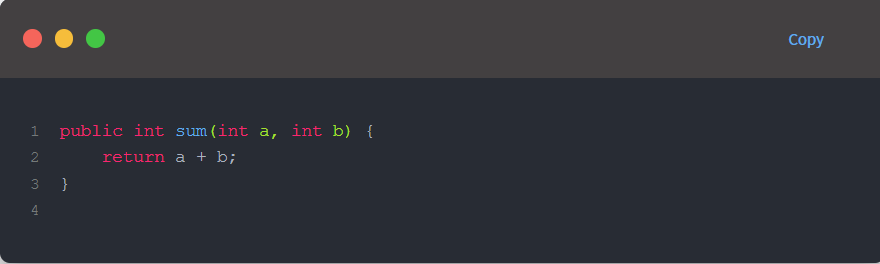 Copy
1 public int sum(int a, int b) {
2     return a + b;
3 }
4